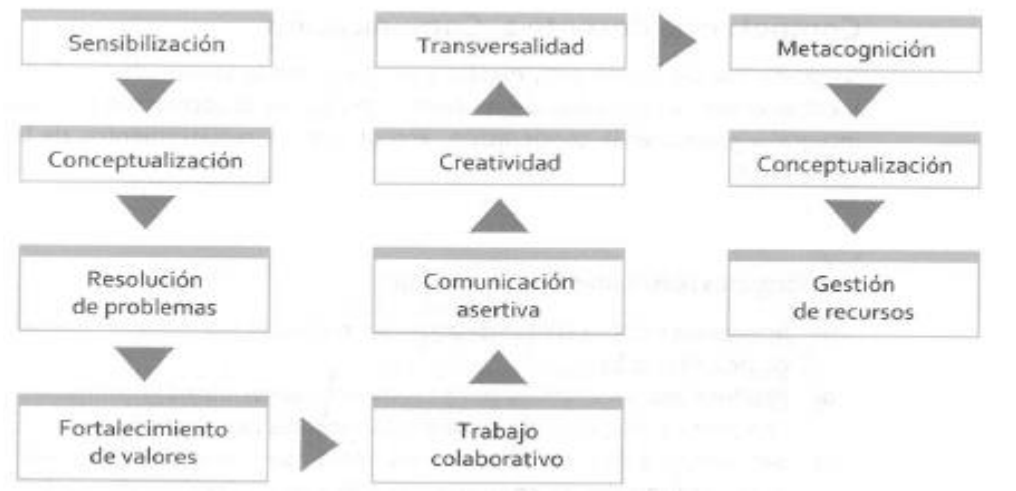 Sensibilización
Conceptualización
Resolución
de problemas
Fortalecimiento
de valores
Trabajo
colaborativo
Comunicación
asertiva
Creatividad
Transversalidad
Metacognición
Conceptualización
Gestión
de recursos